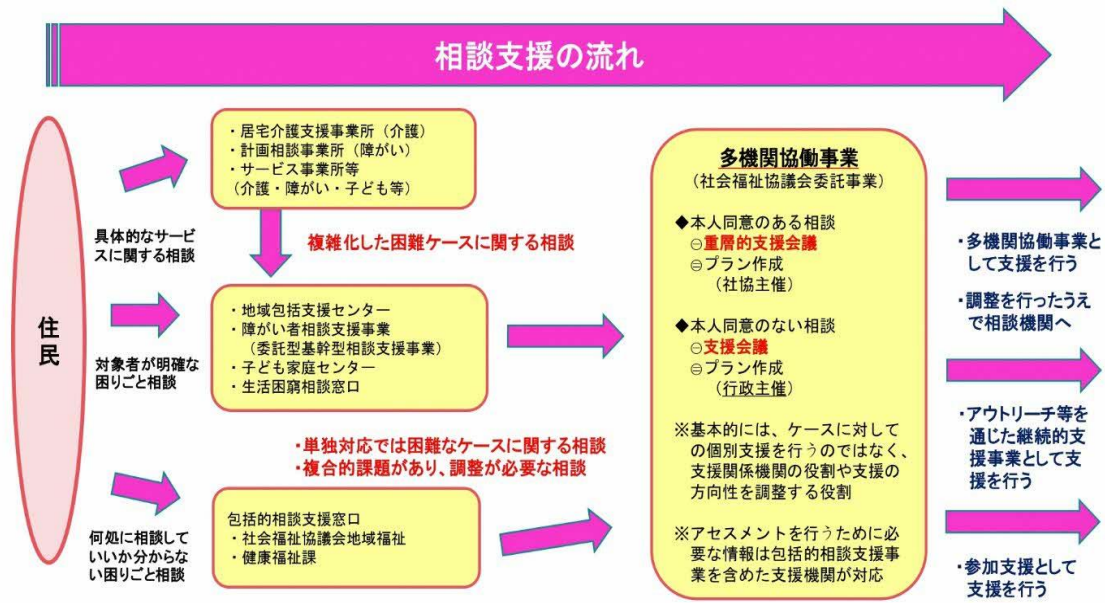 相談支援の流れ
住民
具体的なサービ
スに関する相談
対象者が明確な
困りごと相談
何処に相談して
いいか分からな
い困りごと相談
・居宅介護支援事業所（介護）
・計画相談事業所（障がい）
・サービス事業所等
（介護・障がい・子ども等）
複雑化した困難ケースに関する相談
・地域包括支援センター
・障がい者相談支援事業
（委託型基幹型相談支援事業）
・子ども家庭センター
・生活困窮相談窓口
・単独対応では困難なケースに関する相談
・複合的課題があり、調整が必要な相談
包括的相談支援窓口
・社会福祉協議会地域福祉
・健康福祉課
多機関協働事業
（社会福祉協議会委託事業）
◆本人同意のある相談
⊖重層的支援会議
⊖プラン作成
（社協主催）
◆本人同意のない相談
⊖支援会議
⊖プラン作成
（行政主催）
※基本的には、ケースに対して
の個別支援を行うのではなく、
支援関係機関の役割や支援の
方向性を調整する役割
※アセスメントを行うために必
要な情報は包括的相談支援事
業を含めた支援機関が対応
・多機関協働事業と
して支援を行う
・調整を行ったうえ
で相談機関へ
・アウトリーチ等を
通じた継続的支
援事業として支
援を行う
・参加支援として
支援を行う